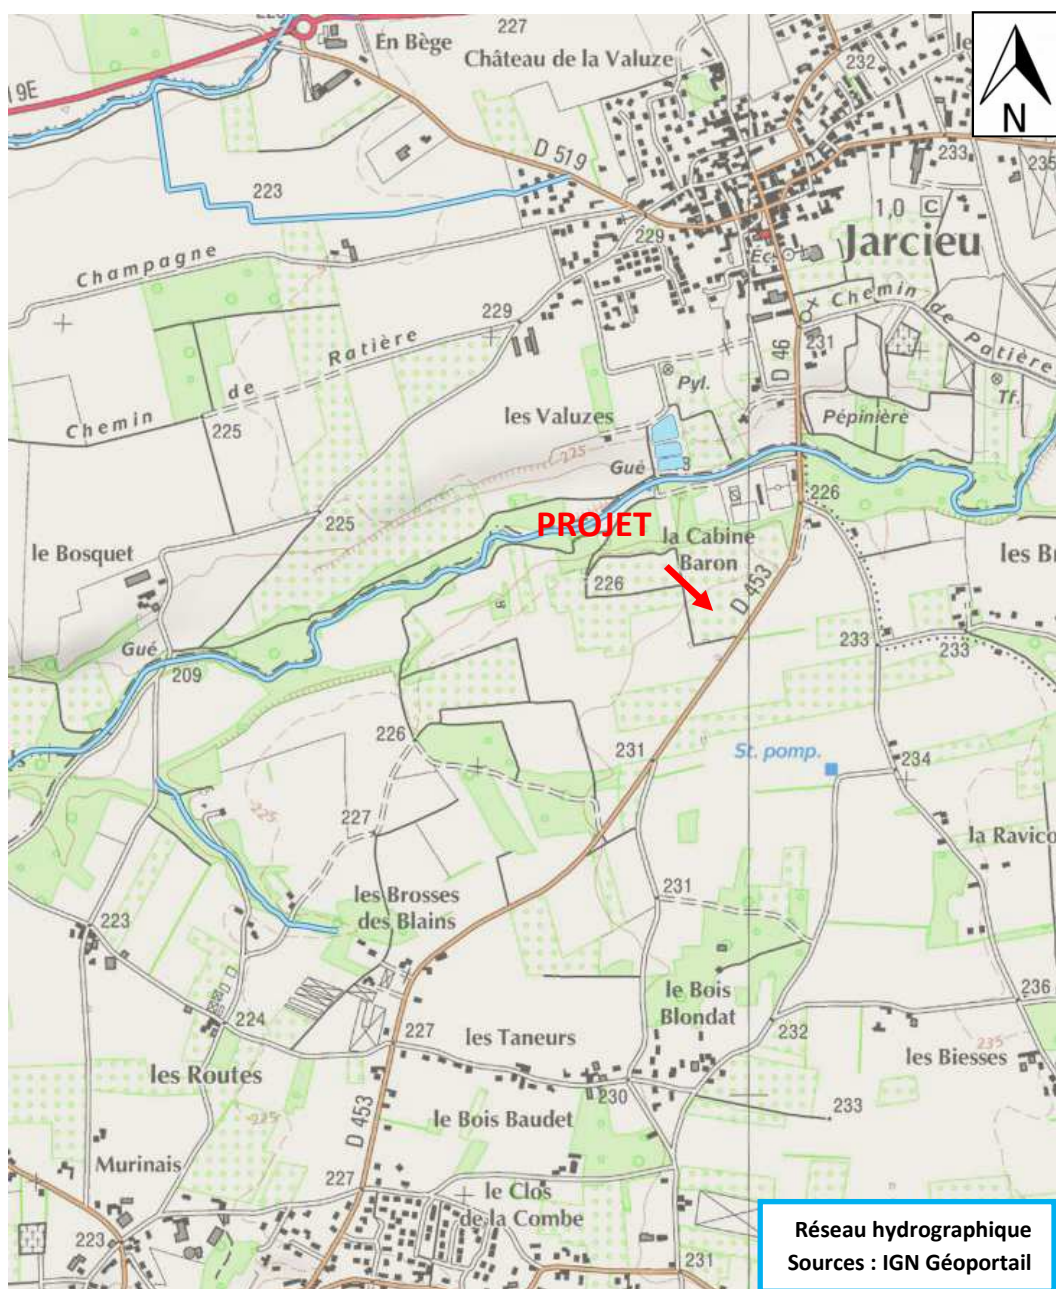 227
En Bège
Château de la Valuze
232
N
19E
D 519
233
235
223
1,0 C
Jarcieu
229
Éc.
Champagne
Chemin de Patière
229
Chemin de Ratière
231
D 46
Pyl.
Tf.
les Valuzes
Pépinière
225
225
Gué
225
226
PROJET
le Bosquet
la Cabine
Baron
226
D 453
233
233
Gué
209
226
231
St. pomp.
234
225
227
la Ravico
les Brosses
des Blains
231
223
le Bois
Blondat
236
224
227
les Taneurs
232
235
les Biesses
les Routes
230
233
225
D 453
le Bois Baudet
Murinais
227
le Clos
de la Combe
223
231
Réseau hydrographique
Sources : IGN Géoportail